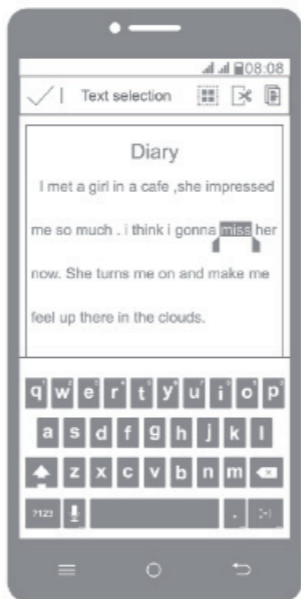 08:08
Text selection
Diary
I met a girl in a cafe ,she impressed
me so much . i think i gonna miss her
now. She turns me on and make me
feel up there in the clouds.
q w e r t y u i o p
a s d f g h j k l
z x c v b n m
?123 . :-)